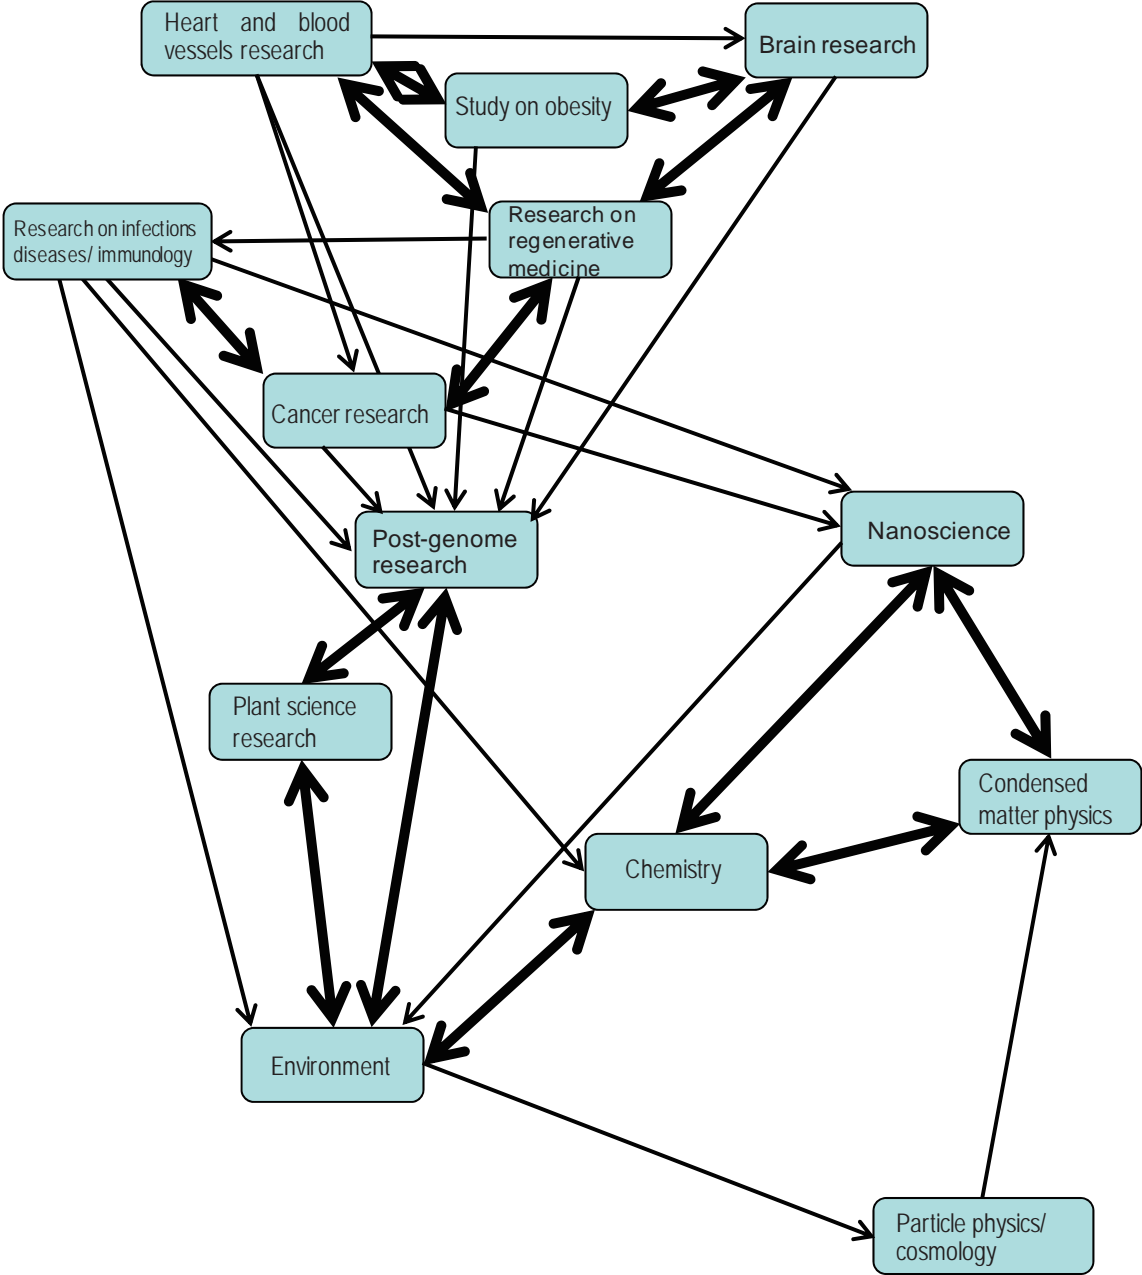 Heart and blood
vessels research
Brain research
Study on obesity
Research on infections
diseases/ immunology
Research on
regenerative
medicine
Cancer research
Post-genome
research
Nanoscience
Plant science
research
Condensed
matter physics
Chemistry
Environment
Particle physics/
cosmology